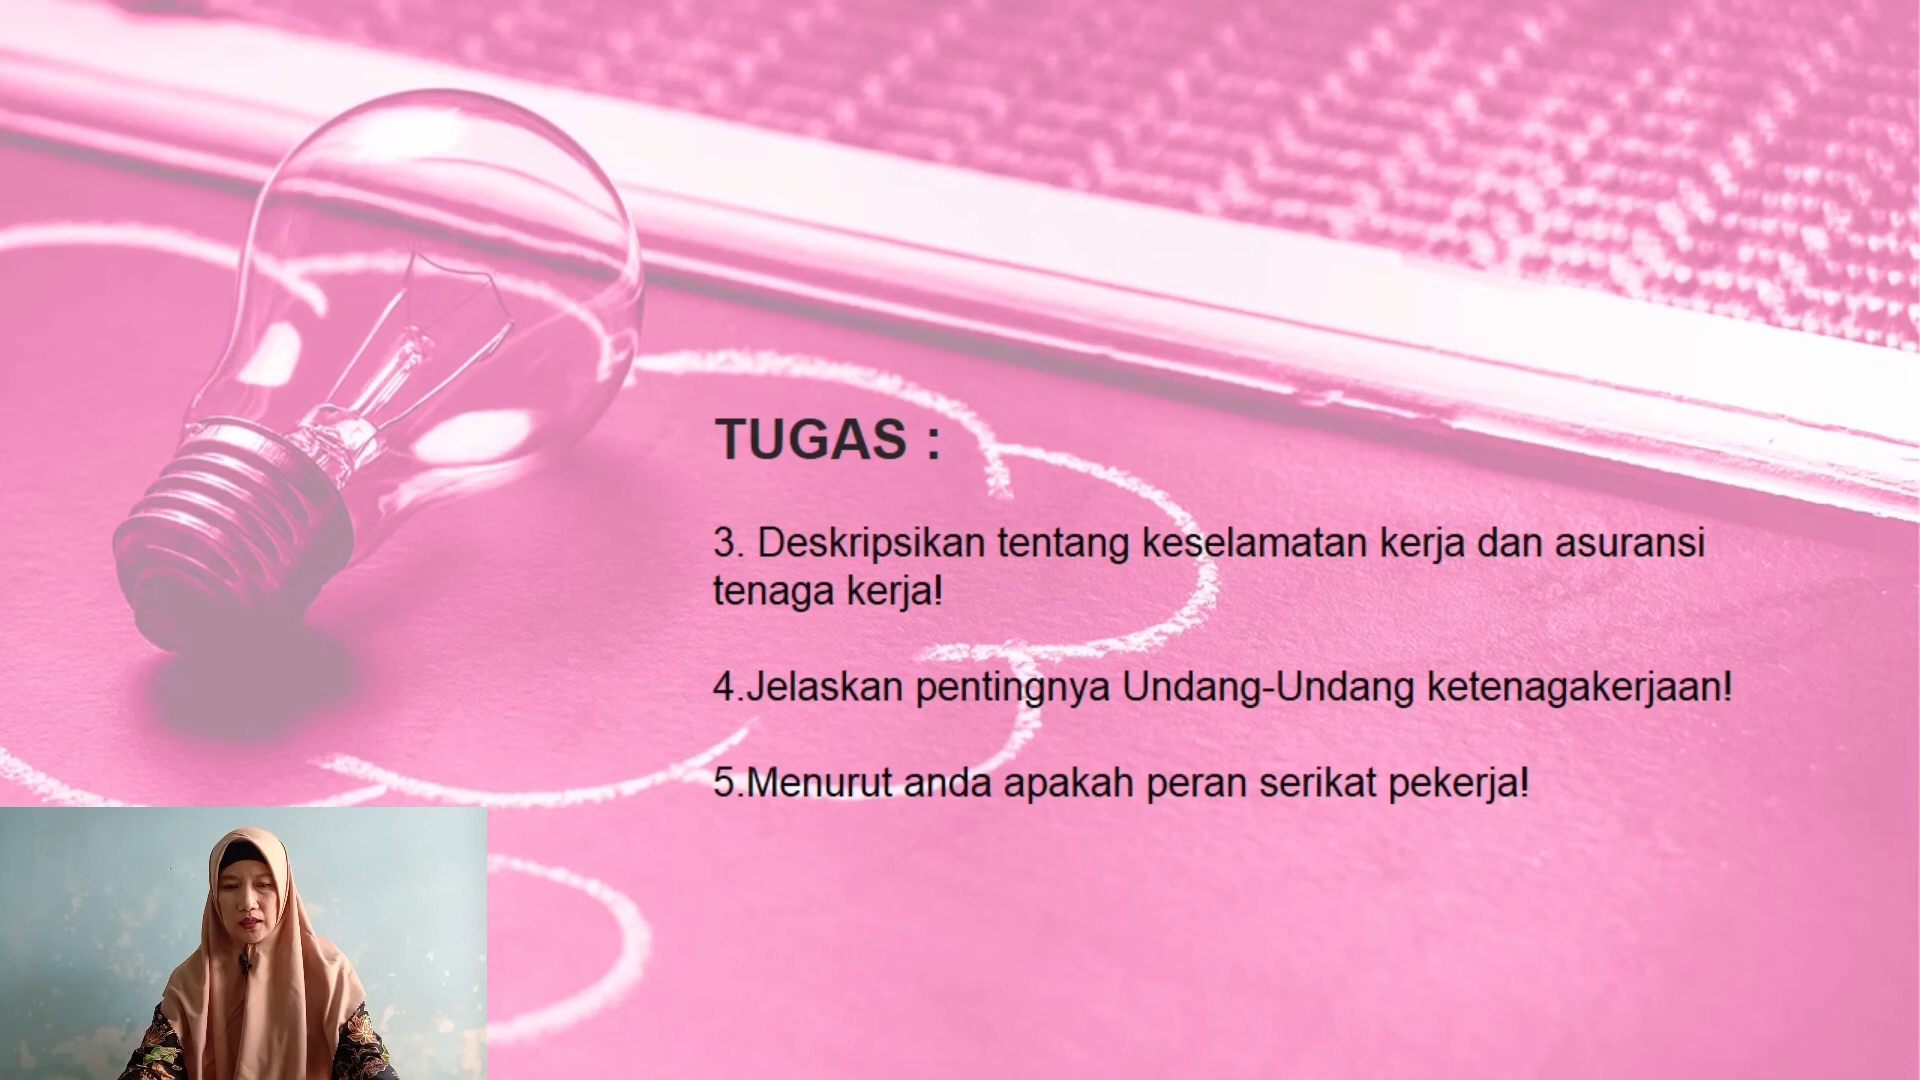 TUGAS :
3. Deskripsikan tentang keselamatan kerja dan asuransi
tenaga kerja!
4.Jelaskan pentingnya Undang-Undang ketenagakerjaan!
5.Menurut anda apakah peran serikat pekerja!